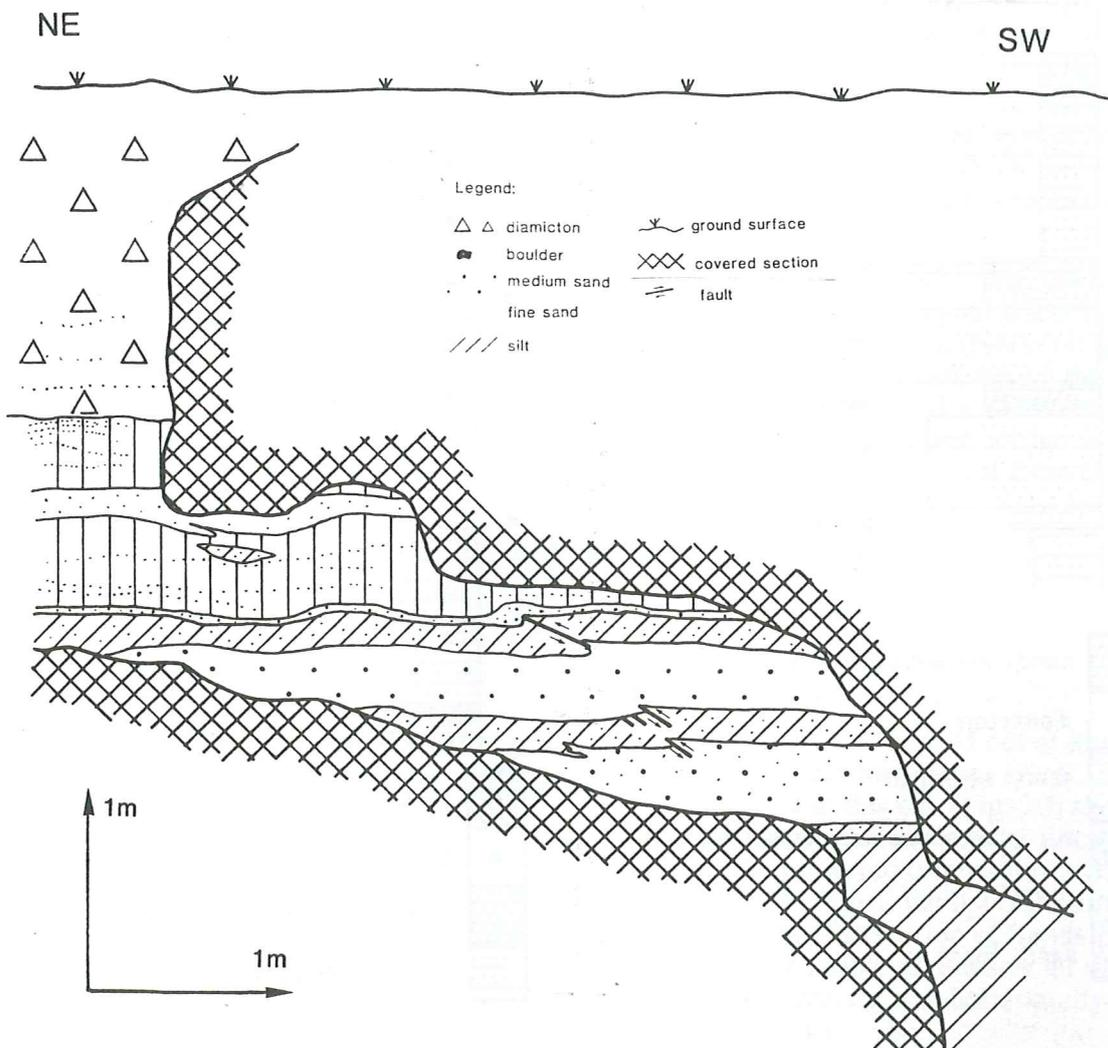 NE
SW
Legend:
diamicton
boulder
medium sand
fine sand
silt
ground surface
covered section
fault
1m
1m